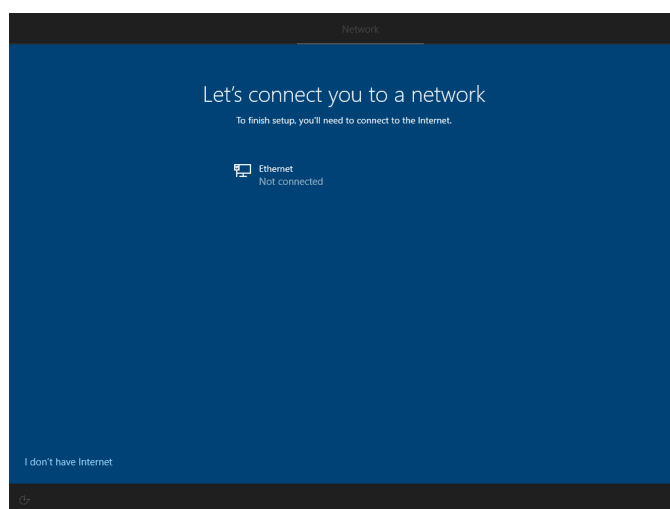 Network
Let's connect you to a network
To finish setup, you'll need to connect to the Internet.
Ethernet
Not connected
I don't have Internet